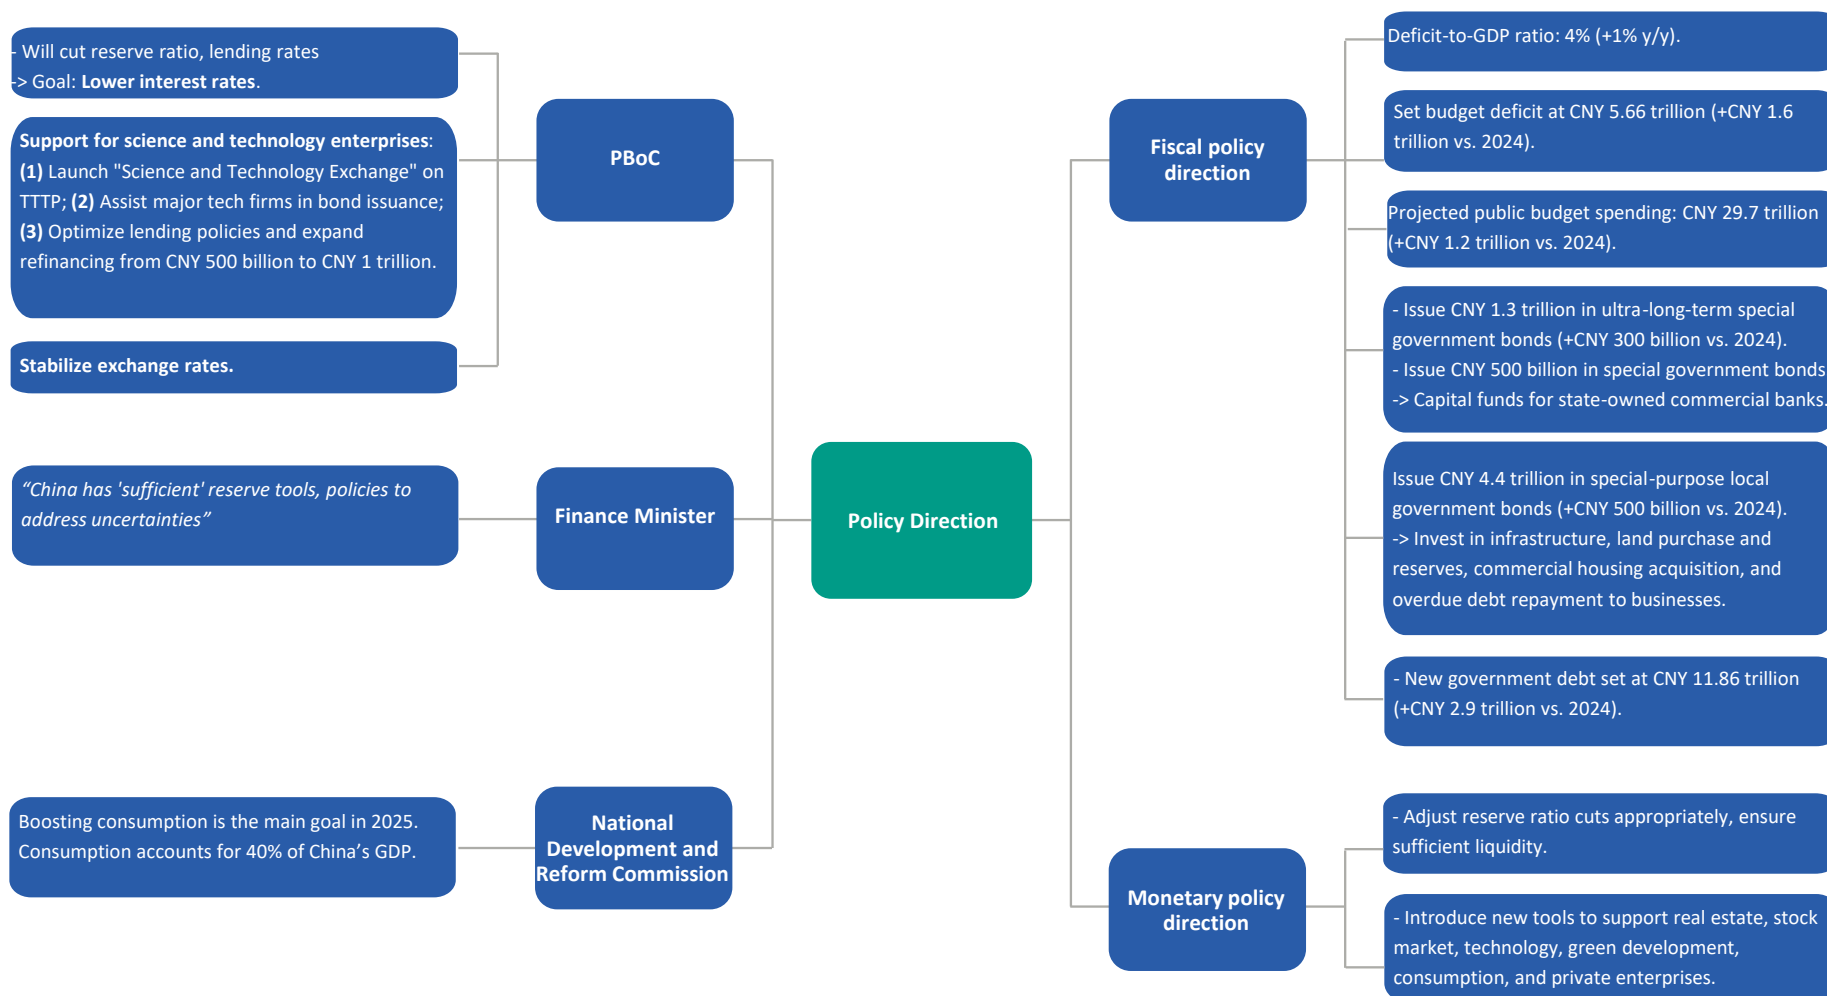 - Will cut reserve ratio, lending rates
-> Goal: Lower interest rates.
Support for science and technology enterprises:
(1) Launch "Science and Technology Exchange" on
TTTP; (2) Assist major tech firms in bond issuance;
(3) Optimize lending policies and expand
refinancing from CNY 500 billion to CNY 1 trillion.
Stabilize exchange rates.
PBoC
“China has 'sufficient' reserve tools, policies to
address uncertainties”
Finance Minister
Boosting consumption is the main goal in 2025.
Consumption accounts for 40% of China’s GDP.
National
Development and
Reform Commission
Policy Direction
Fiscal policy
direction
Deficit-to-GDP ratio: 4% (+1% y/y).
Set budget deficit at CNY 5.66 trillion (+CNY 1.6
trillion vs. 2024).
Projected public budget spending: CNY 29.7 trillion
(+CNY 1.2 trillion vs. 2024).
- Issue CNY 1.3 trillion in ultra-long-term special
government bonds (+CNY 300 billion vs. 2024).
- Issue CNY 500 billion in special government bonds
-> Capital funds for state-owned commercial banks.
Issue CNY 4.4 trillion in special-purpose local
government bonds (+CNY 500 billion vs. 2024).
-> Invest in infrastructure, land purchase and
reserves, commercial housing acquisition, and
overdue debt repayment to businesses.
- New government debt set at CNY 11.86 trillion
(+CNY 2.9 trillion vs. 2024).
Monetary policy
direction
- Adjust reserve ratio cuts appropriately, ensure
sufficient liquidity.
- Introduce new tools to support real estate, stock
market, technology, green development,
consumption, and private enterprises.